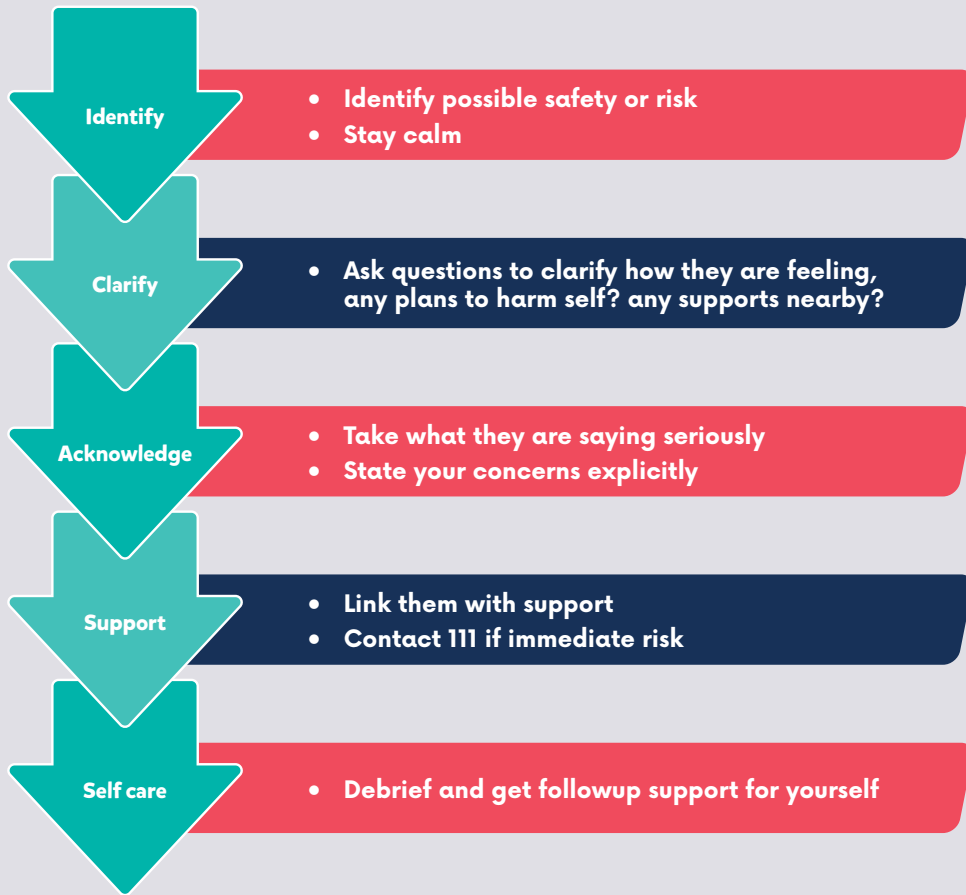 Identify
• Identify possible safety or risk
• Stay calm
Clarify
• Ask questions to clarify how they are feeling,
any plans to harm self? any supports nearby?
Acknowledge
• Take what they are saying seriously
• State your concerns explicitly
Support
• Link them with support
• Contact 111 if immediate risk
Self care
• Debrief and get followup support for yourself